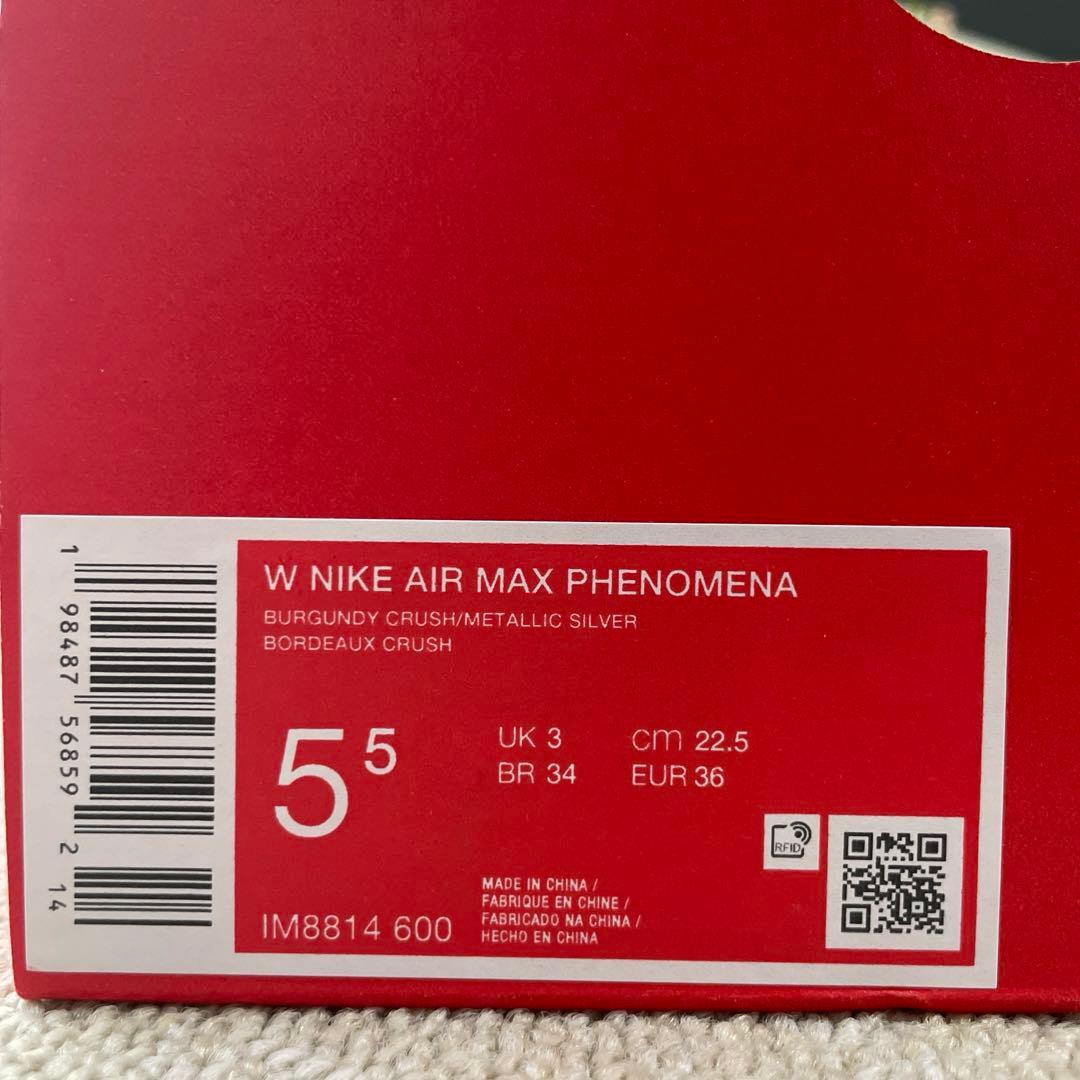 1 98487 56859 2 14
W NIKE AIR MAX PHENOMENA
BURGUNDY CRUSH/METALLIC SILVER
BORDEAUX CRUSH
5 5
UK 3 cm 22.5
BR 34 EUR 36
RFID
MADE IN CHINA /
FABRIQUE EN CHINE /
FABRICADO NA CHINA /
HECHO EN CHINA
IM8814 600